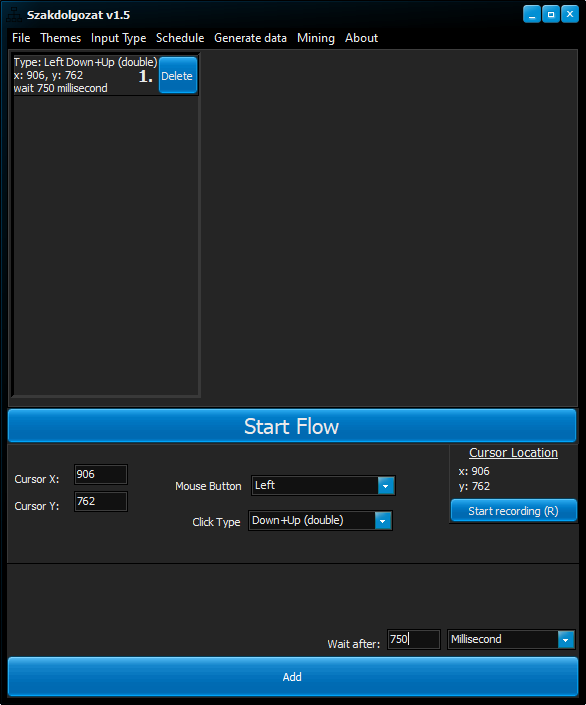 Szakdolgozat v1.5
File Themes Input Type Schedule Generate data Mining About
Type: Left Down+Up (double)
x: 906, y: 762
1.
Delete
wait 750 millisecond
Start Flow
Cursor Location
x: 906
y: 762
Start recording (R)
Cursor X: 906
Cursor Y: 762
Mouse Button Left
Click Type Down+Up (double)
Wait after: 750 Millisecond
Add